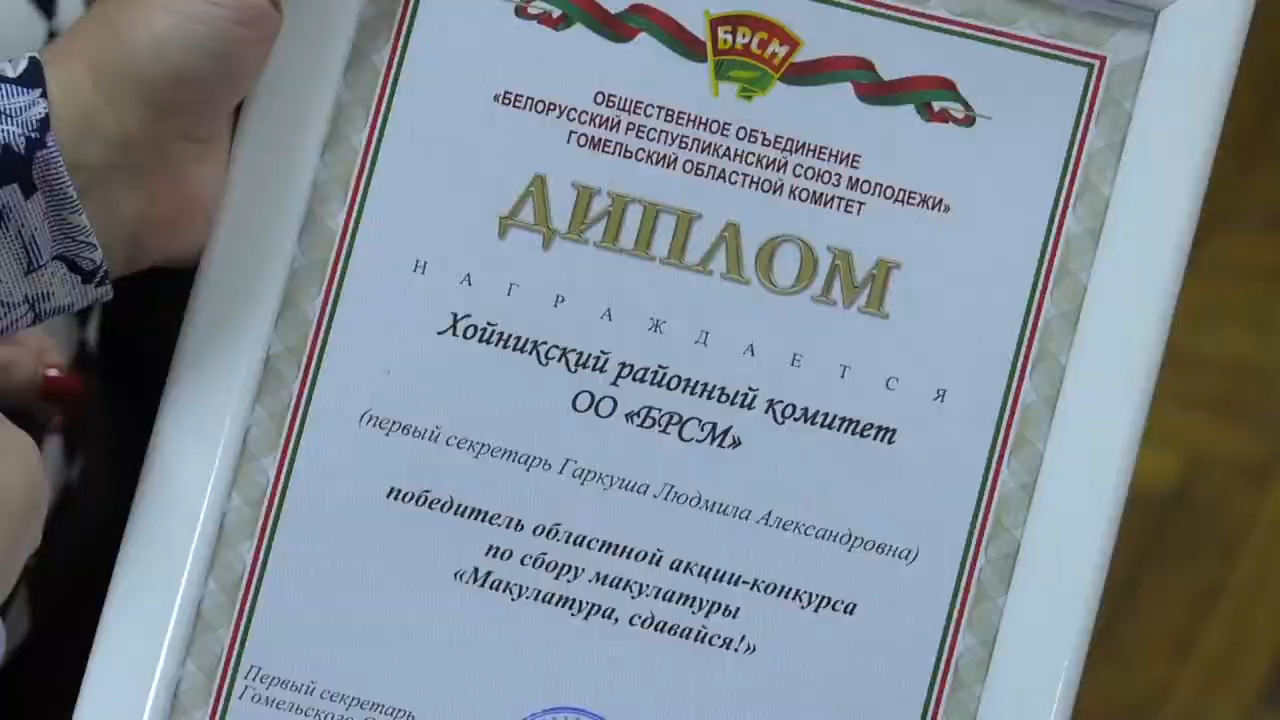 БРСМ
ОБЩЕСТВЕННОЕ ОБЪЕДИНЕНИЕ
«БЕЛОРУССКИЙ РЕСПУБЛИКАНСКИЙ СОЮЗ МОЛОДЕЖИ»
ГОМЕЛЬСКИЙ ОБЛАСТНОЙ КОМИТЕТ
ДИПЛОМ
НАГРАЖДАЕТСЯ
Хойникский районный комитет
ОО «БРСМ»
(первый секретарь Гаркуша Людмила Александровна)
победитель областной акции-конкурса
по сбору макулатуры
«Макулатура, сдавайся!»
Первый секретарь
Гомельского